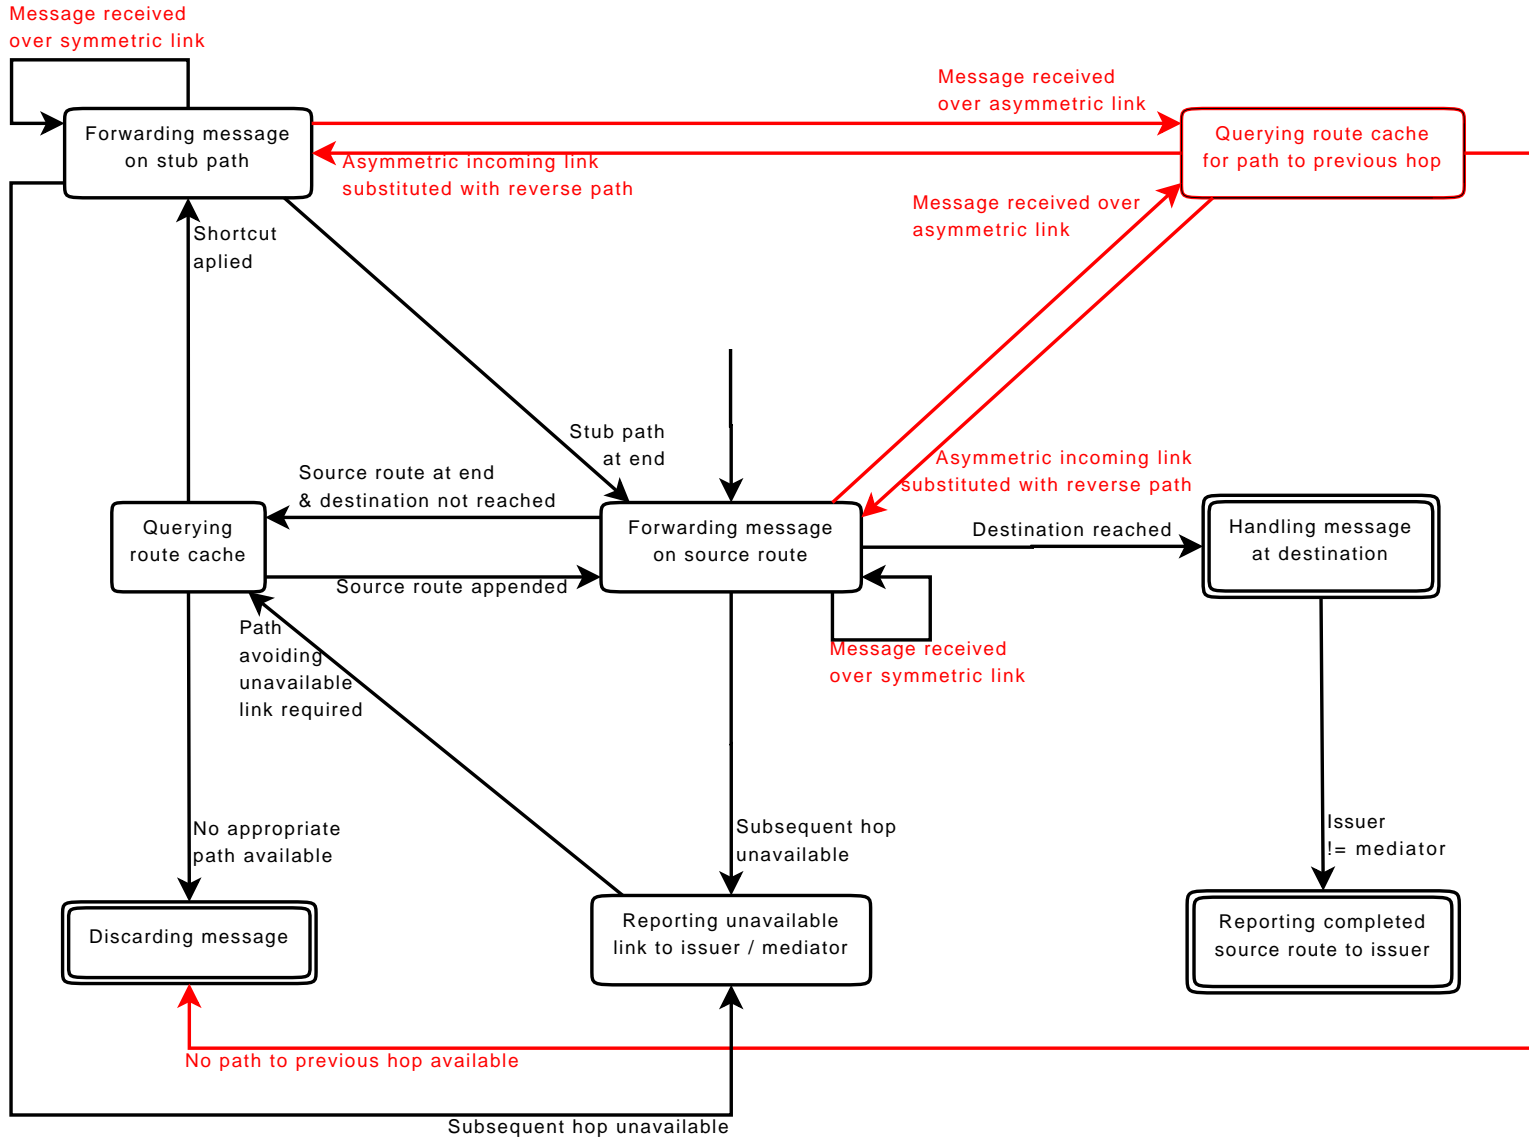 Message received
over symmetric link
Forwarding message
on stub path
Message received
over asymmetric link
Querying route cache
for path to previous hop
Asymmetric incoming link
substituted with reverse path
Message received over
asymmetric link
Shortcut
aplied
Stub path
at end
Source route at end
& destination not reached
Asymmetric incoming link
substituted with reverse path
Querying
route cache
Forwarding message
on source route
Destination reached
Handling message
at destination
Source route appended
Path
avoiding
unavailable
link required
Message received
over symmetric link
No appropriate
path available
Subsequent hop
unavailable
Issuer
!= mediator
Discarding message
Reporting unavailable
link to issuer / mediator
Reporting completed
source route to issuer
No path to previous hop available
Subsequent hop unavailable